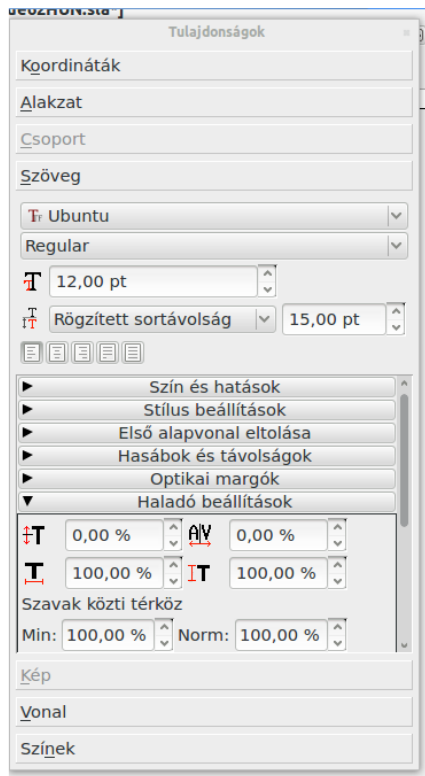 de02HUN.sla*]
Tulajdonságok
Koordináták
Alakzat
Csoport
Szöveg
Ubuntu
Regular
12,00 pt
Rögzített sortávolság 15,00 pt
Szín és hatások
Stílus beállítások
Első alapvonal eltolása
Hasábok és távolságok
Optikai margók
Haladó beállítások
0,00 % 0,00 %
100,00 % 100,00 %
Szavak közti térköz
Min: 100,00 % Norm: 100,00 %
Kép
Vonal
Színek